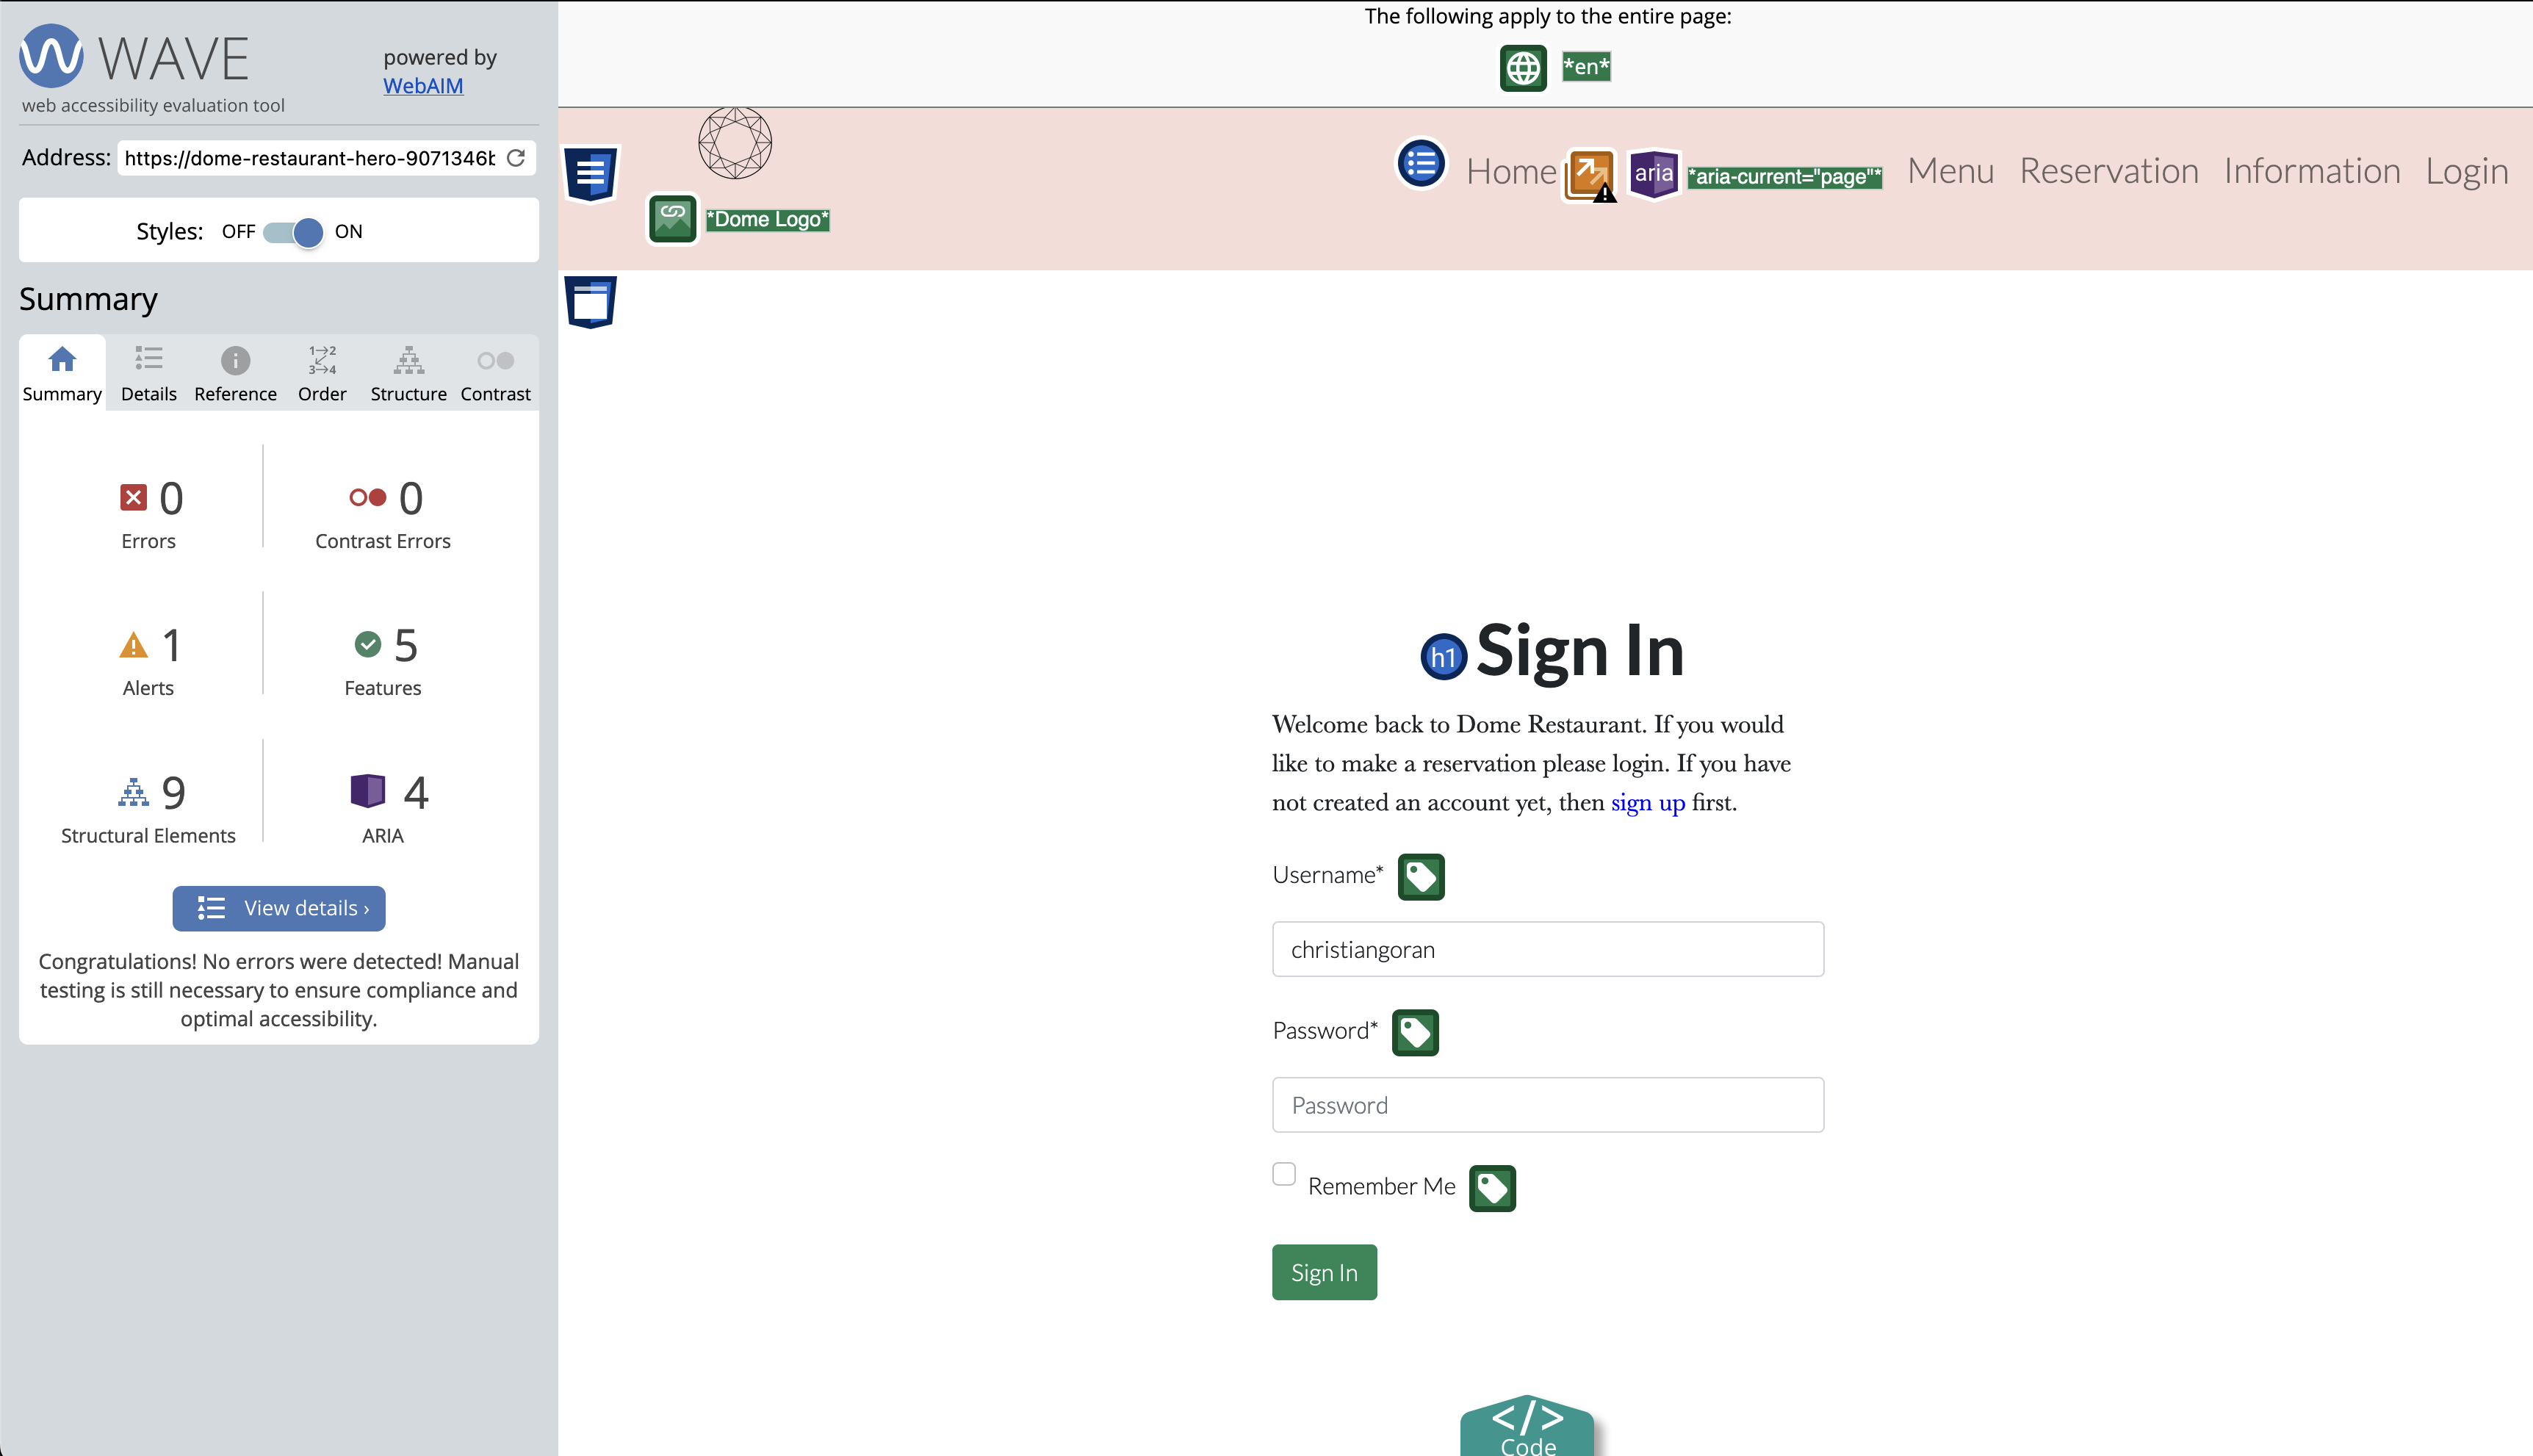 WAVE
powered by
WebAIM
web accessibility evaluation tool
Address: https://dome-restaurant-hero-9071346b
Styles: OFF ON
Summary
Summary Details Reference Order Structure Contrast
1→2
3→4
0 Errors
0 Contrast Errors
1 Alerts
5 Features
9 Structural Elements
4 ARIA
View details ›
Congratulations! No errors were detected! Manual
testing is still necessary to ensure compliance and
optimal accessibility.
The following apply to the entire page:
*en*
*Dome Logo*
Home aria *aria-current="page"* Menu Reservation Information Login
h1 Sign In
Welcome back to Dome Restaurant. If you would
like to make a reservation please login. If you have
not created an account yet, then sign up first.
Username*
christiangoran
Password*
Password
Remember Me
Sign In
</>
Code